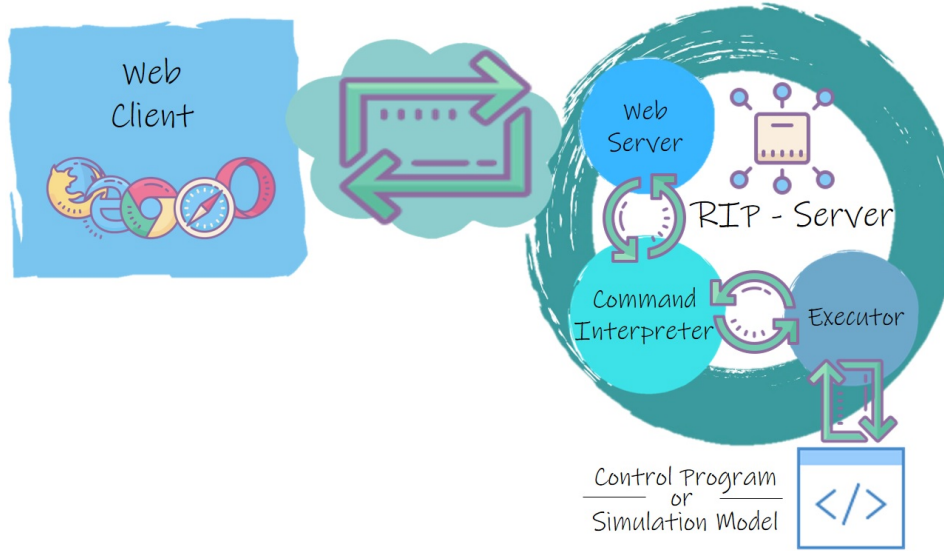 Web
Client
Web
Server
RIP - Server
Command
Interpreter
Executor
Control Program
or
Simulation Model
</>